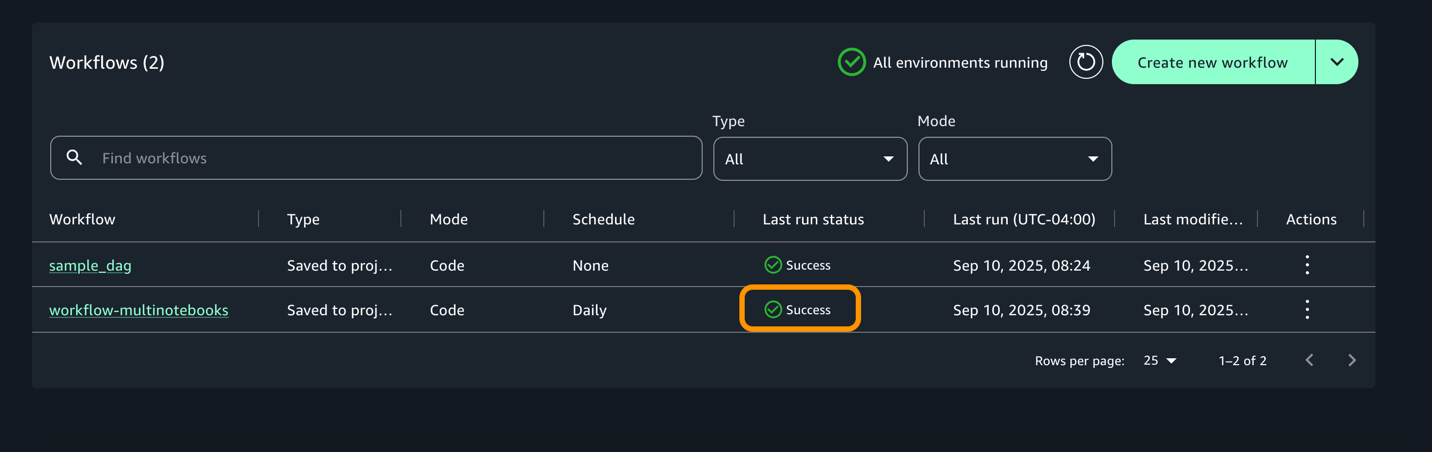 Workflows (2)
All environments running
Create new workflow
Type
Mode
Find workflows
All
All
Workflow Type Mode Schedule Last run status Last run (UTC-04:00) Last modifie... Actions
sample_dag Saved to proj... Code None Success Sep 10, 2025, 08:24 Sep 10, 2025...
workflow-multinotebooks Saved to proj... Code Daily Success Sep 10, 2025, 08:39 Sep 10, 2025...
Rows per page: 25 1–2 of 2